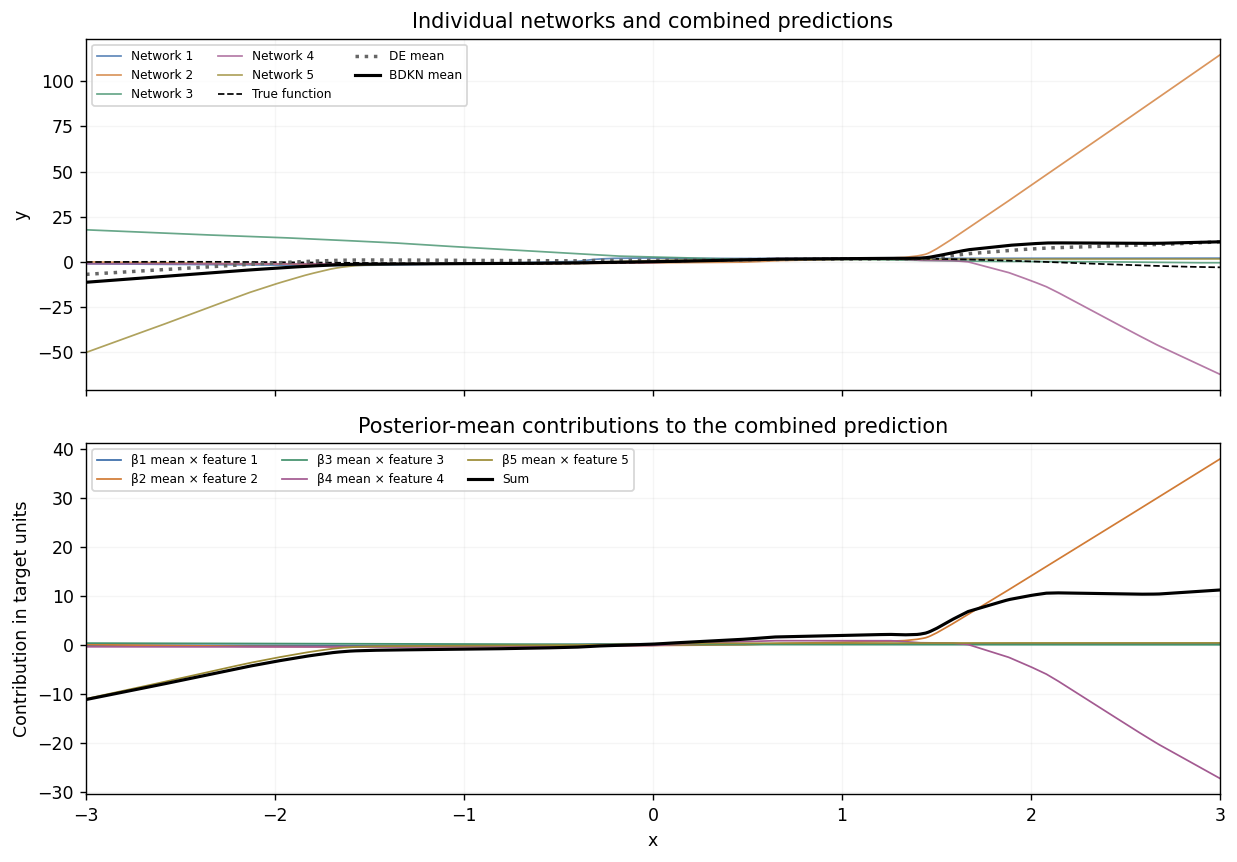 Individual networks and combined predictions
Network 1
Network 2
Network 3
Network 4
Network 5
True function
DE mean
BDKN mean
100
75
50
25
0
−25
−50
y
Posterior-mean contributions to the combined prediction
β1 mean × feature 1
β2 mean × feature 2
β3 mean × feature 3
β4 mean × feature 4
β5 mean × feature 5
Sum
40
30
20
10
0
−10
−20
−30
Contribution in target units
−3
−2
−1
0
1
2
3
x